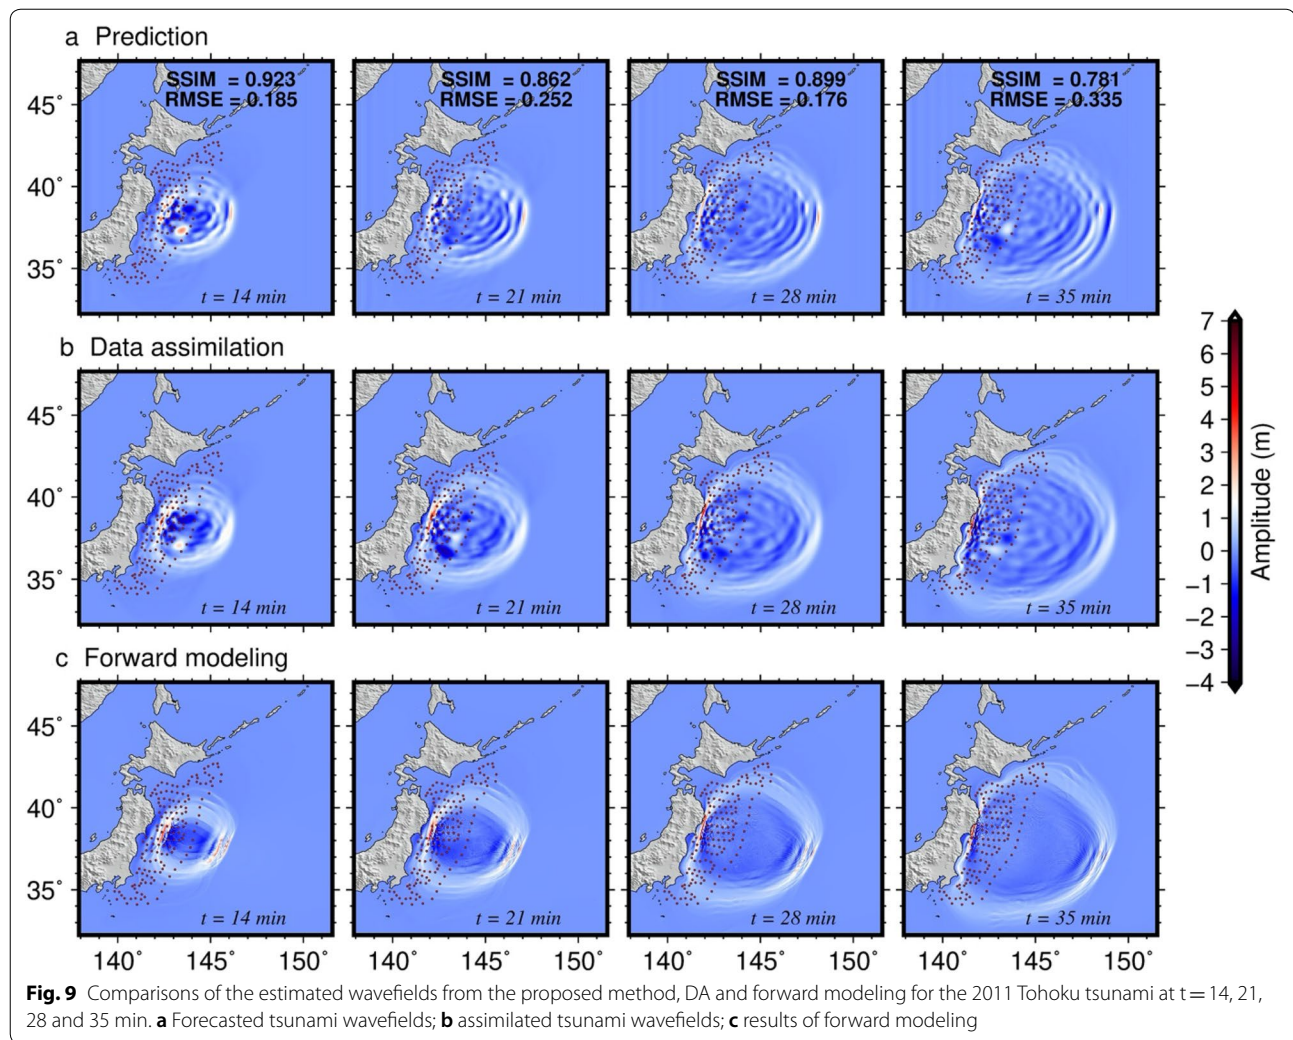 a Prediction
SSIM = 0.923
RMSE = 0.185
SSIM = 0.862
RMSE = 0.252
SSIM = 0.899
RMSE = 0.176
SSIM = 0.781
RMSE = 0.335
45°
40°
35°
t = 14 min
t = 21 min
t = 28 min
t = 35 min
b Data assimilation
45°
40°
35°
t = 14 min
t = 21 min
t = 28 min
t = 35 min
7
6
5
4
3
2
1
0
−1
−2
−3
−4
Amplitude (m)
c Forward modeling
45°
40°
35°
t = 14 min
t = 21 min
t = 28 min
t = 35 min
140° 145° 150° 140° 145° 150° 140° 145° 150° 140° 145° 150°
Fig. 9 Comparisons of the estimated wavefields from the proposed method, DA and forward modeling for the 2011 Tohoku tsunami at t = 14, 21,
28 and 35 min. a Forecasted tsunami wavefields; b assimilated tsunami wavefields; c results of forward modeling